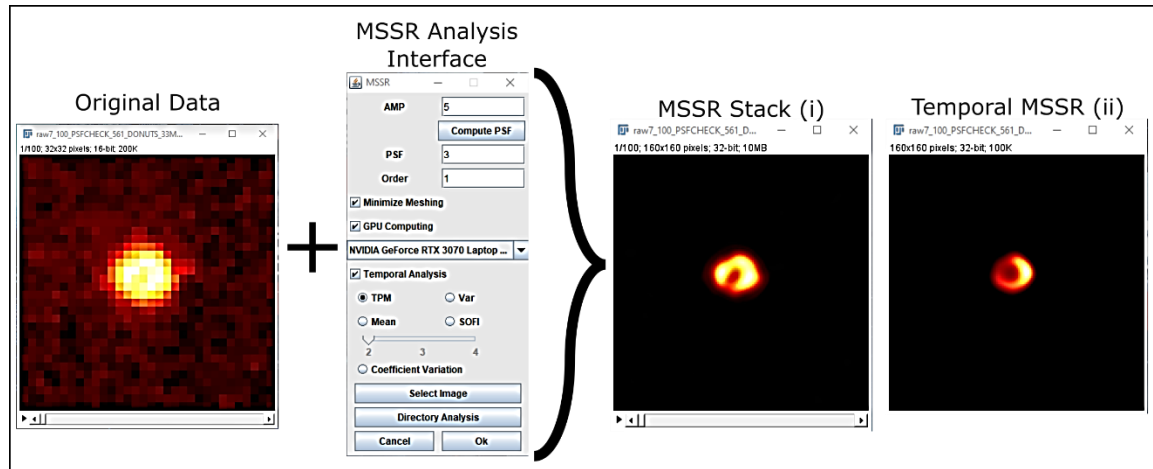 Original Data
raw7_100_PSFCHECK_561_DONUTS_33M...
1/100; 32x32 pixels; 16-bit; 200K
MSSR Analysis
Interface
MSSR
AMP 5
Compute PSF
PSF 3
Order 1
Minimize Meshing
GPU Computing
NVIDIA GeForce RTX 3070 Laptop ...
Temporal Analysis
TPM Var
Mean SOFI
2 3 4
Coefficient Variation
Select Image
Directory Analysis
Cancel Ok
MSSR Stack (i)
raw7_100_PSFCHECK_561_D...
1/100; 160x160 pixels; 32-bit; 10MB
Temporal MSSR (ii)
raw7_100_PSFCHECK_561_D...
160x160 pixels; 32-bit; 100K